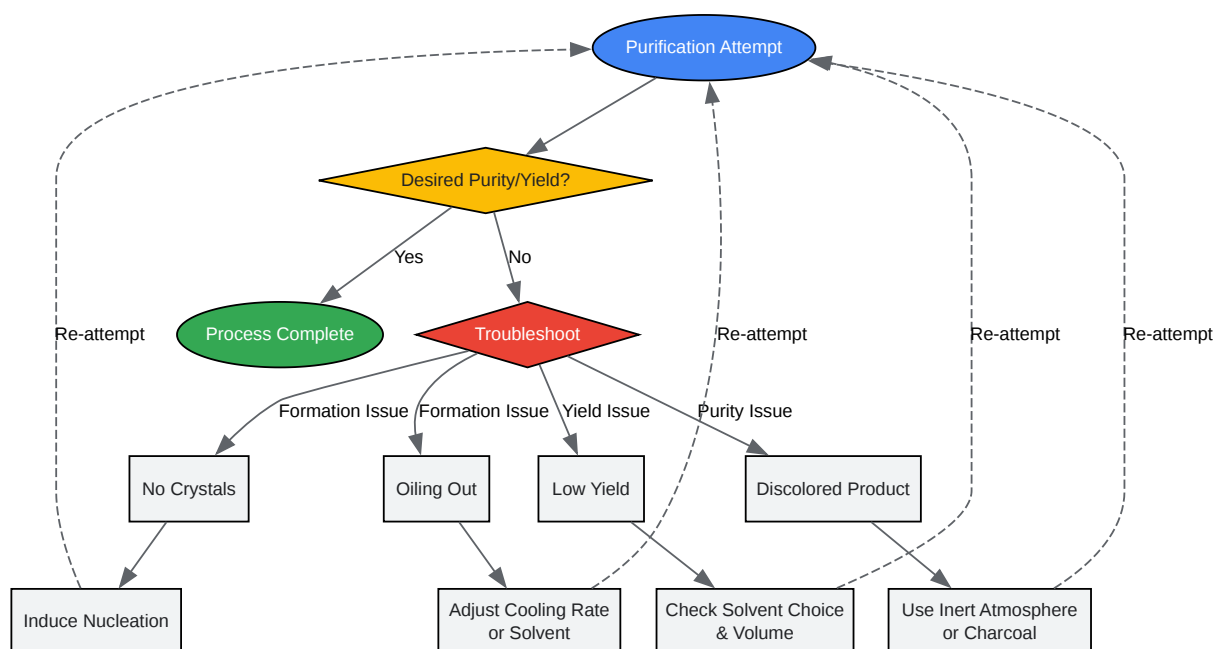 Purification Attempt
Desired Purity/Yield?
Yes
No
Process Complete
Troubleshoot
Re-attempt
Re-attempt
Re-attempt
Re-attempt
Formation Issue
Formation Issue
Yield Issue
Purity Issue
No Crystals
Oiling Out
Low Yield
Discolored Product
Induce Nucleation
Adjust Cooling Rate
or Solvent
Check Solvent Choice
& Volume
Use Inert Atmosphere
or Charcoal